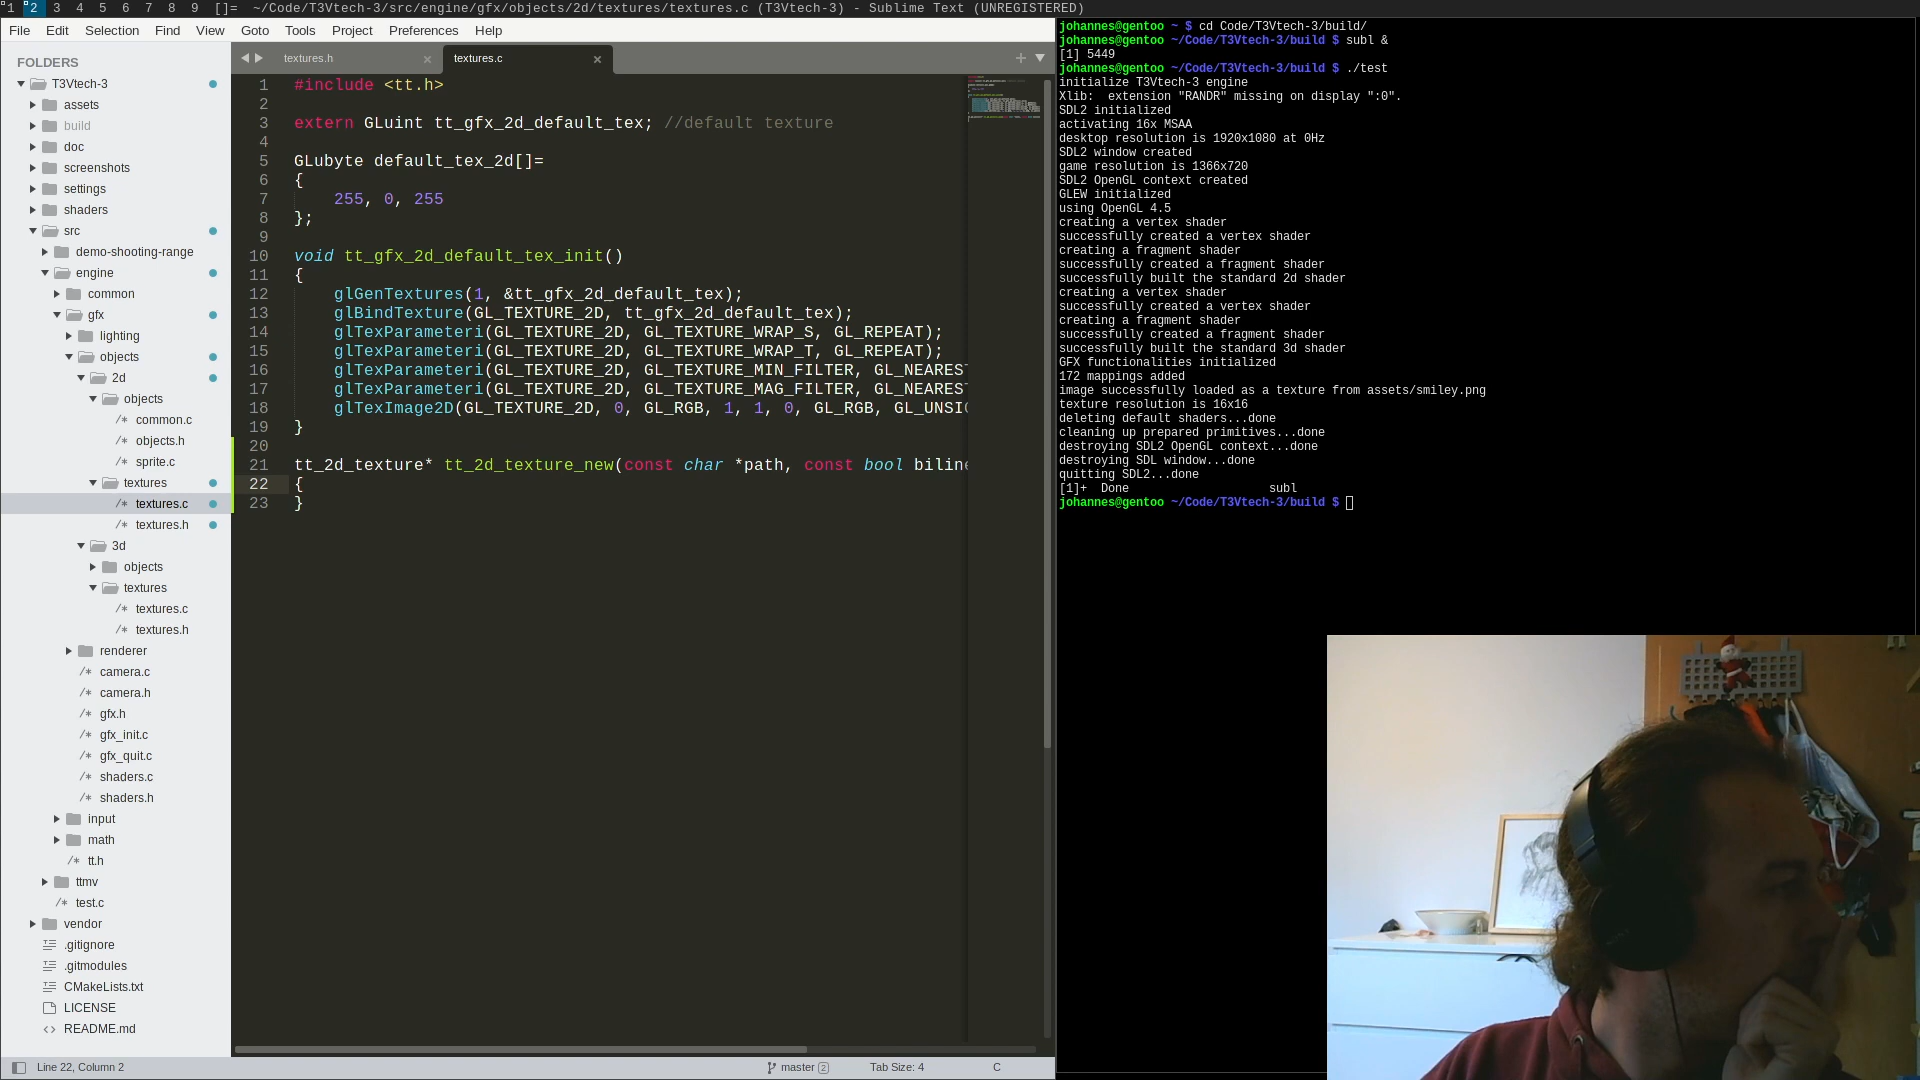 1 2 3 4 5 6 7 8 9 []= ~/Code/T3Vtech-3/src/engine/gfx/objects/2d/textures/textures.c (T3Vtech-3) - Sublime Text (UNREGISTERED)
File Edit Selection Find View Goto Tools Project Preferences Help
FOLDERS
T3Vtech-3
assets
build
doc
screenshots
settings
shaders
src
demo-shooting-range
engine
common
gfx
lighting
objects
2d
objects
common.c
objects.h
sprite.c
textures
textures.c
textures.h
3d
objects
textures
textures.c
textures.h
renderer
camera.c
camera.h
gfx.h
gfx_init.c
gfx_quit.c
shaders.c
shaders.h
input
math
tt.h
ttmv
test.c
vendor
.gitignore
.gitmodules
CMakeLists.txt
LICENSE
README.md
textures.h × textures.c ×
1 #include <tt.h>
2
3 extern GLuint tt_gfx_2d_default_tex; //default texture
4
5 GLubyte default_tex_2d[]=
6 {
7 255, 0, 255
8 };
9
10 void tt_gfx_2d_default_tex_init()
11 {
12 glGenTextures(1, &tt_gfx_2d_default_tex);
13 glBindTexture(GL_TEXTURE_2D, tt_gfx_2d_default_tex);
14 glTexParameteri(GL_TEXTURE_2D, GL_TEXTURE_WRAP_S, GL_REPEAT);
15 glTexParameteri(GL_TEXTURE_2D, GL_TEXTURE_WRAP_T, GL_REPEAT);
16 glTexParameteri(GL_TEXTURE_2D, GL_TEXTURE_MIN_FILTER, GL_NEAREST
17 glTexParameteri(GL_TEXTURE_2D, GL_TEXTURE_MAG_FILTER, GL_NEAREST
18 glTexImage2D(GL_TEXTURE_2D, 0, GL_RGB, 1, 1, 0, GL_RGB, GL_UNSI
19 }
20
21 tt_2d_texture* tt_2d_texture_new(const char *path, const bool biline
22 {
23 }
Line 22, Column 2 master 2 Tab Size: 4 C
johannes@gentoo ~ $ cd Code/T3Vtech-3/build/
johannes@gentoo ~/Code/T3Vtech-3/build $ subl &
[1] 5449
johannes@gentoo ~/Code/T3Vtech-3/build $ ./test
initialize T3Vtech-3 engine
Xlib:  extension "RANDR" missing on display ":0".
SDL2 initialized
activating 16x MSAA
desktop resolution is 1920x1080 at 0Hz
SDL2 window created
game resolution is 1366x720
SDL2 OpenGL context created
GLEW initialized
using OpenGL 4.5
creating a vertex shader
successfully created a vertex shader
creating a fragment shader
successfully created a fragment shader
successfully built the standard 2d shader
creating a vertex shader
successfully created a vertex shader
creating a fragment shader
successfully created a fragment shader
successfully built the standard 3d shader
GFX functionalities initialized
172 mappings added
image successfully loaded as a texture from assets/smiley.png
texture resolution is 16x16
deleting default shaders...done
cleaning up prepared primitives...done
destroying SDL2 OpenGL context...done
destroying SDL window...done
quitting SDL2...done
[1]+  Done                    subl
johannes@gentoo ~/Code/T3Vtech-3/build $